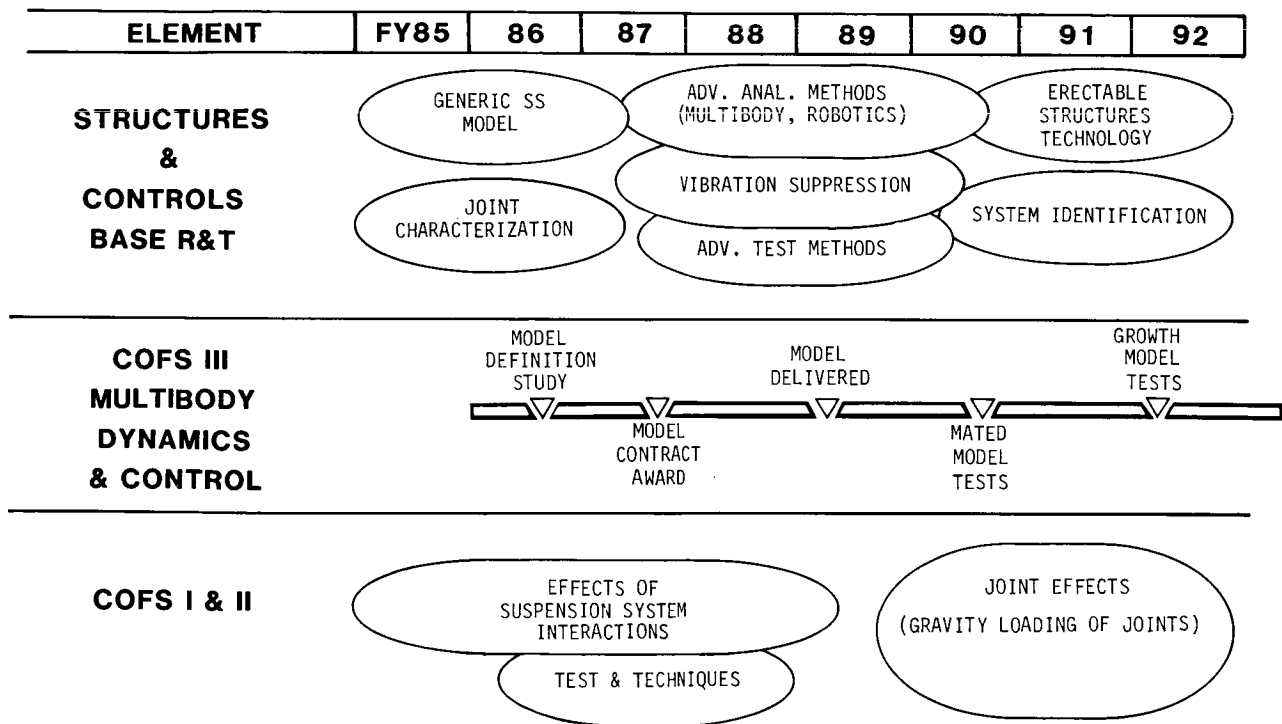 ELEMENT FY85 86 87 88 89 90 91 92
STRUCTURES
&
CONTROLS
BASE R&T
GENERIC SS
MODEL
ADV. ANAL. METHODS
(MULTIBODY, ROBOTICS)
ERECTABLE
STRUCTURES
TECHNOLOGY
VIBRATION SUPPRESSION
JOINT
CHARACTERIZATION
SYSTEM IDENTIFICATION
ADV. TEST METHODS
COFS III
MULTIBODY
DYNAMICS
& CONTROL
MODEL
DEFINITION
STUDY
MODEL
CONTRACT
AWARD
MODEL
DELIVERED
MATED
MODEL
TESTS
GROWTH
MODEL
TESTS
COFS I & II
EFFECTS OF
SUSPENSION SYSTEM
INTERACTIONS
TEST & TECHNIQUES
JOINT EFFECTS
(GRAVITY LOADING OF JOINTS)